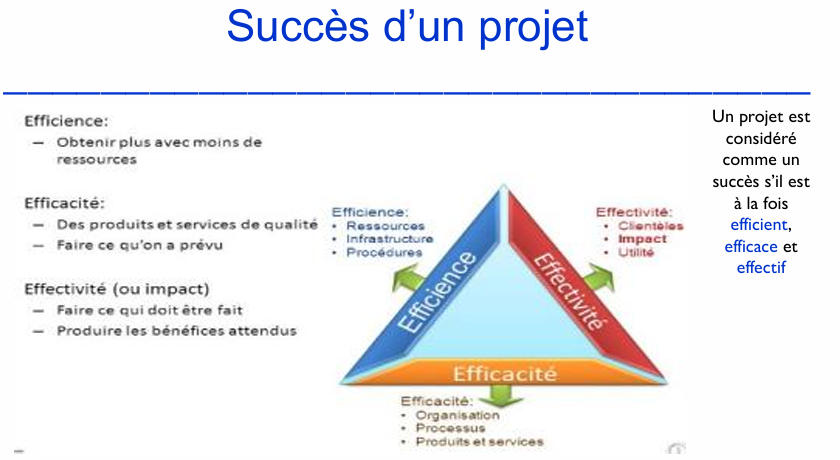 Succès d'un projet
Efficience:
– Obtenir plus avec moins de
ressources
Efficacité:
– Des produits et services de qualité
– Faire ce qu'on a prévu
Effectivité (ou impact)
– Faire ce qui doit être fait
– Produire les bénéfices attendus
Efficience:
• Ressources
• Infrastructure
• Procédures
Effectivité:
• Clientèles
• Impact
• Utilité
Efficience
Effectivité
Efficacité
Efficacité:
• Organisation
• Processus
• Produits et services
Un projet est
considéré
comme un
succès s'il est
à la fois
efficient,
efficace et
effectif